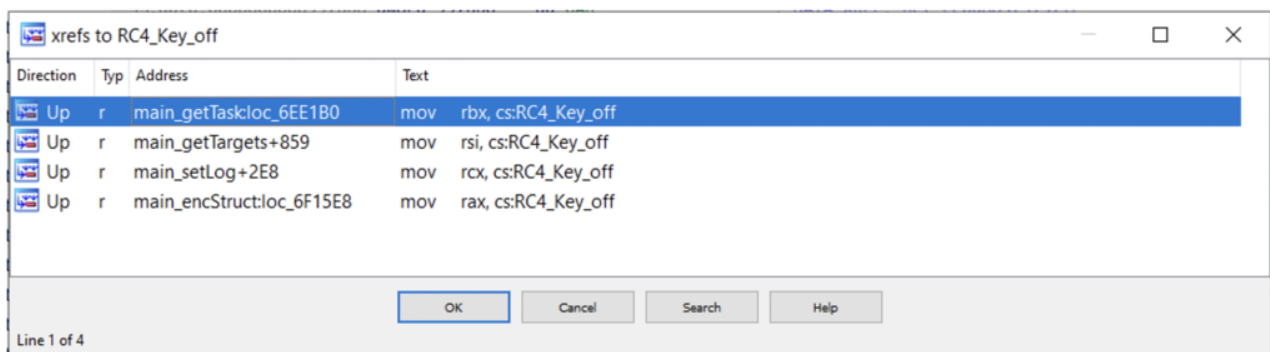 xrefs to RC4_Key_off
Direction Typ Address Text
Up r main_getTask:loc_6EE1B0 mov rbx, cs:RC4_Key_off
Up r main_getTargets+859 mov rsi, cs:RC4_Key_off
Up r main_setLog+2E8 mov rcx, cs:RC4_Key_off
Up r main_encStruct:loc_6F15E8 mov rax, cs:RC4_Key_off
OK Cancel Search Help
Line 1 of 4